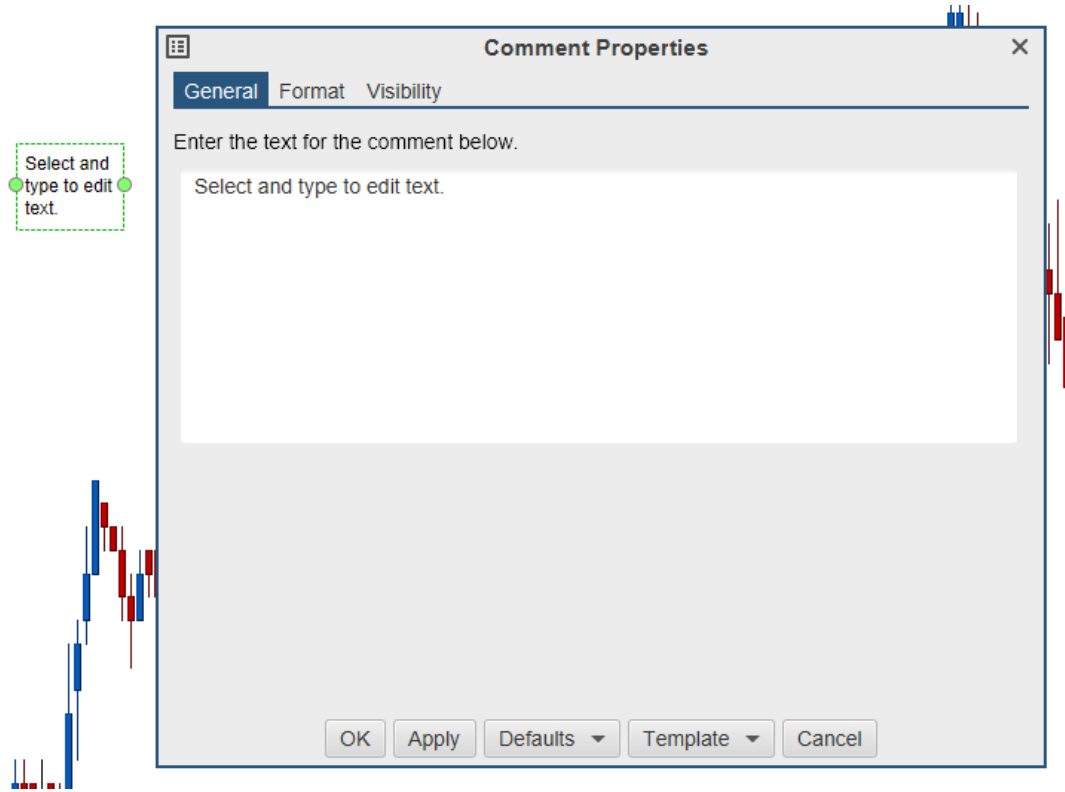 Comment Properties
General Format Visibility
Enter the text for the comment below.
Select and type to edit text.
Select and
type to edit
text.
OK Apply Defaults Template Cancel